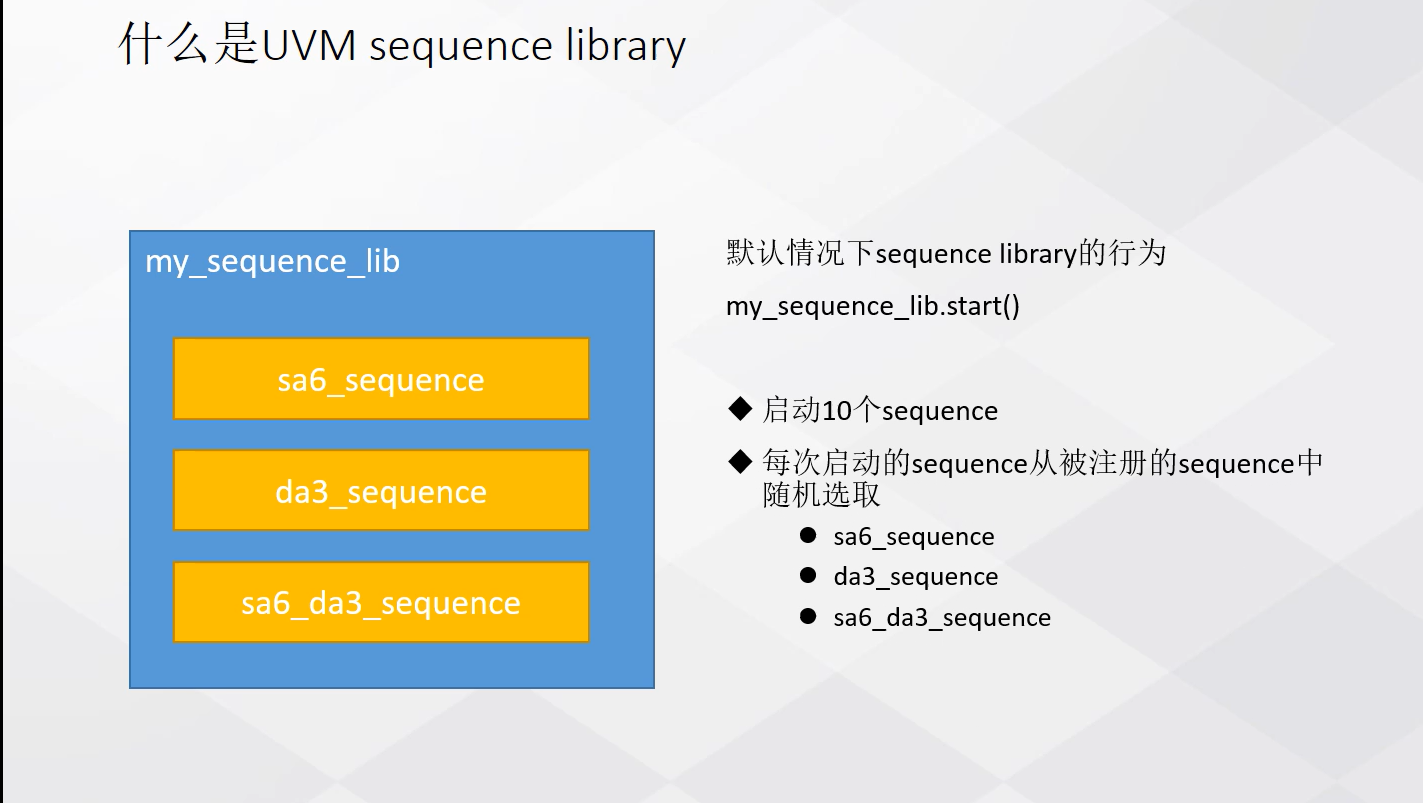 什么是UVM sequence library
my_sequence_lib
sa6_sequence
da3_sequence
sa6_da3_sequence
默认情况下sequence library的行为
my_sequence_lib.start()
◆ 启动10个sequence
◆ 每次启动的sequence从被注册的sequence中
随机选取
● sa6_sequence
● da3_sequence
● sa6_da3_sequence